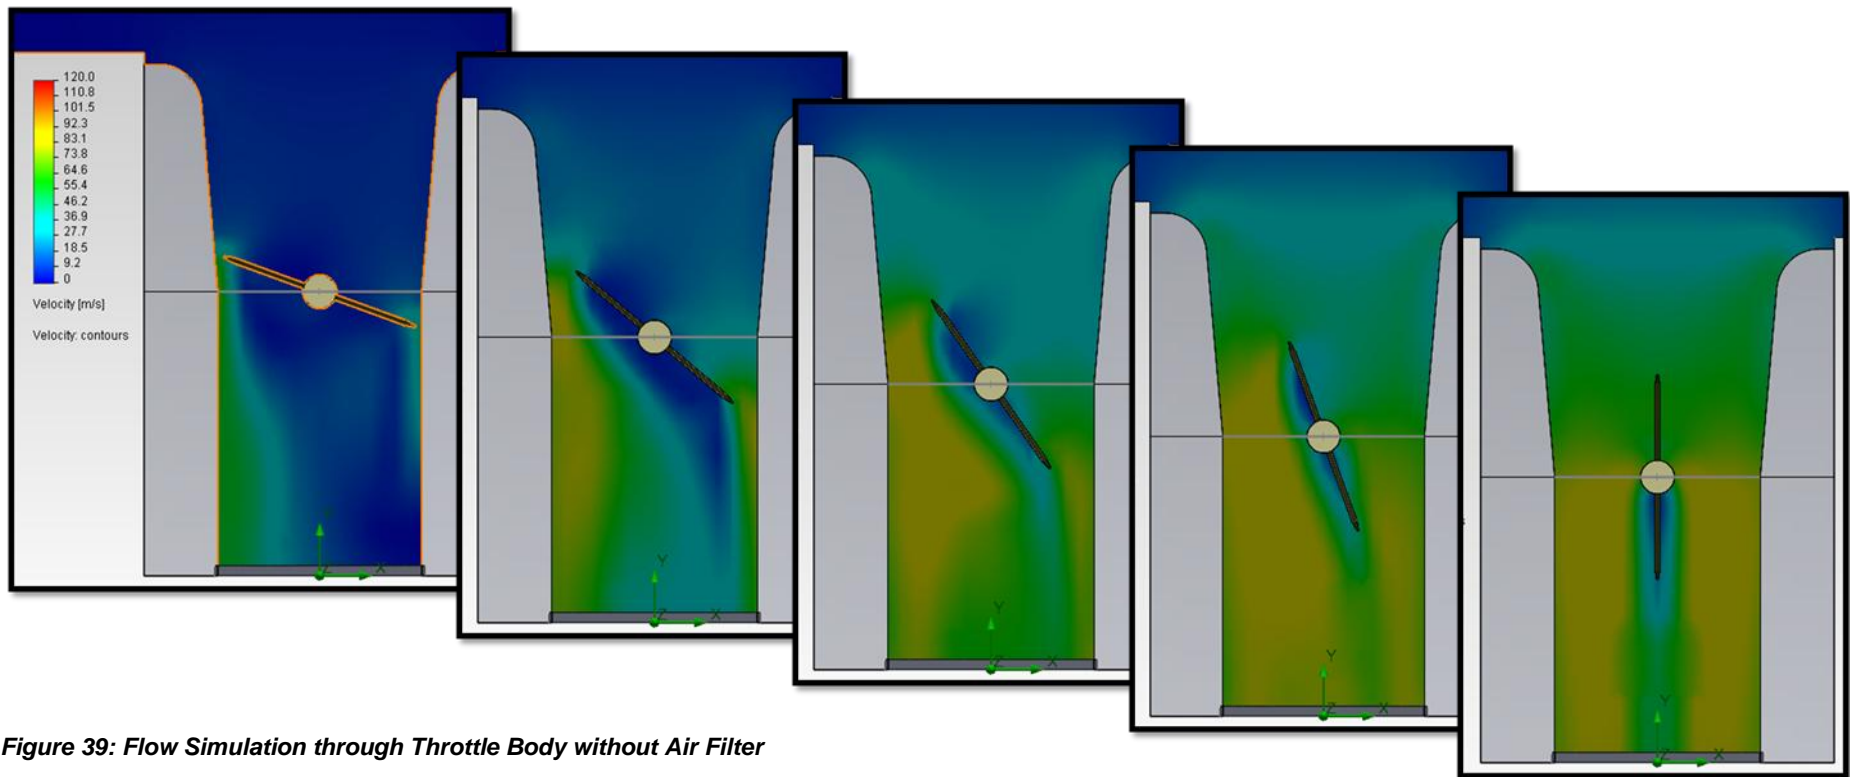 120.0
110.8
101.5
92.3
83.1
73.8
64.6
55.4
46.2
36.9
27.7
18.5
9.2
0
Velocity [m/s]
Velocity: contours
Z X
Y
Z X
Y
Z X
Y
Z X
Y
Z X
Figure 39: Flow Simulation through Throttle Body without Air Filter